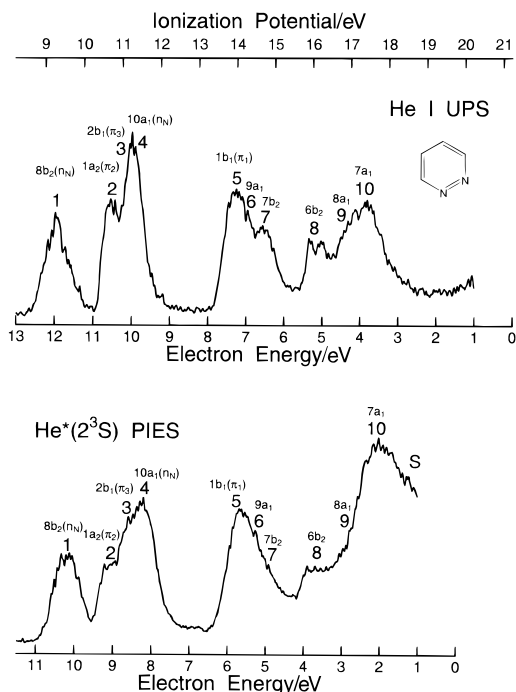 Ionization Potential/eV
9 10 11 12 13 14 15 16 17 18 19 20 21
He I UPS
10a₁(n_N)
2b₁(π₃)
3 4
1a₂(π₂)
2
8b₂(n_N)
1
1b₁(π₁)
5
9a₁
6
7b₂
7
6b₂
8
8a₁
9
7a₁
10
N
N
13 12 11 10 9 8 7 6 5 4 3 2 1 0
Electron Energy/eV
He*(2³S) PIES
8b₂(n_N)
1
1a₂(π₂)
2
2b₁(π₃)
3
10a₁(n_N)
4
1b₁(π₁)
5
9a₁
6
7b₂
7
6b₂
8
8a₁
9
7a₁
10
S
11 10 9 8 7 6 5 4 3 2 1 0
Electron Energy/eV